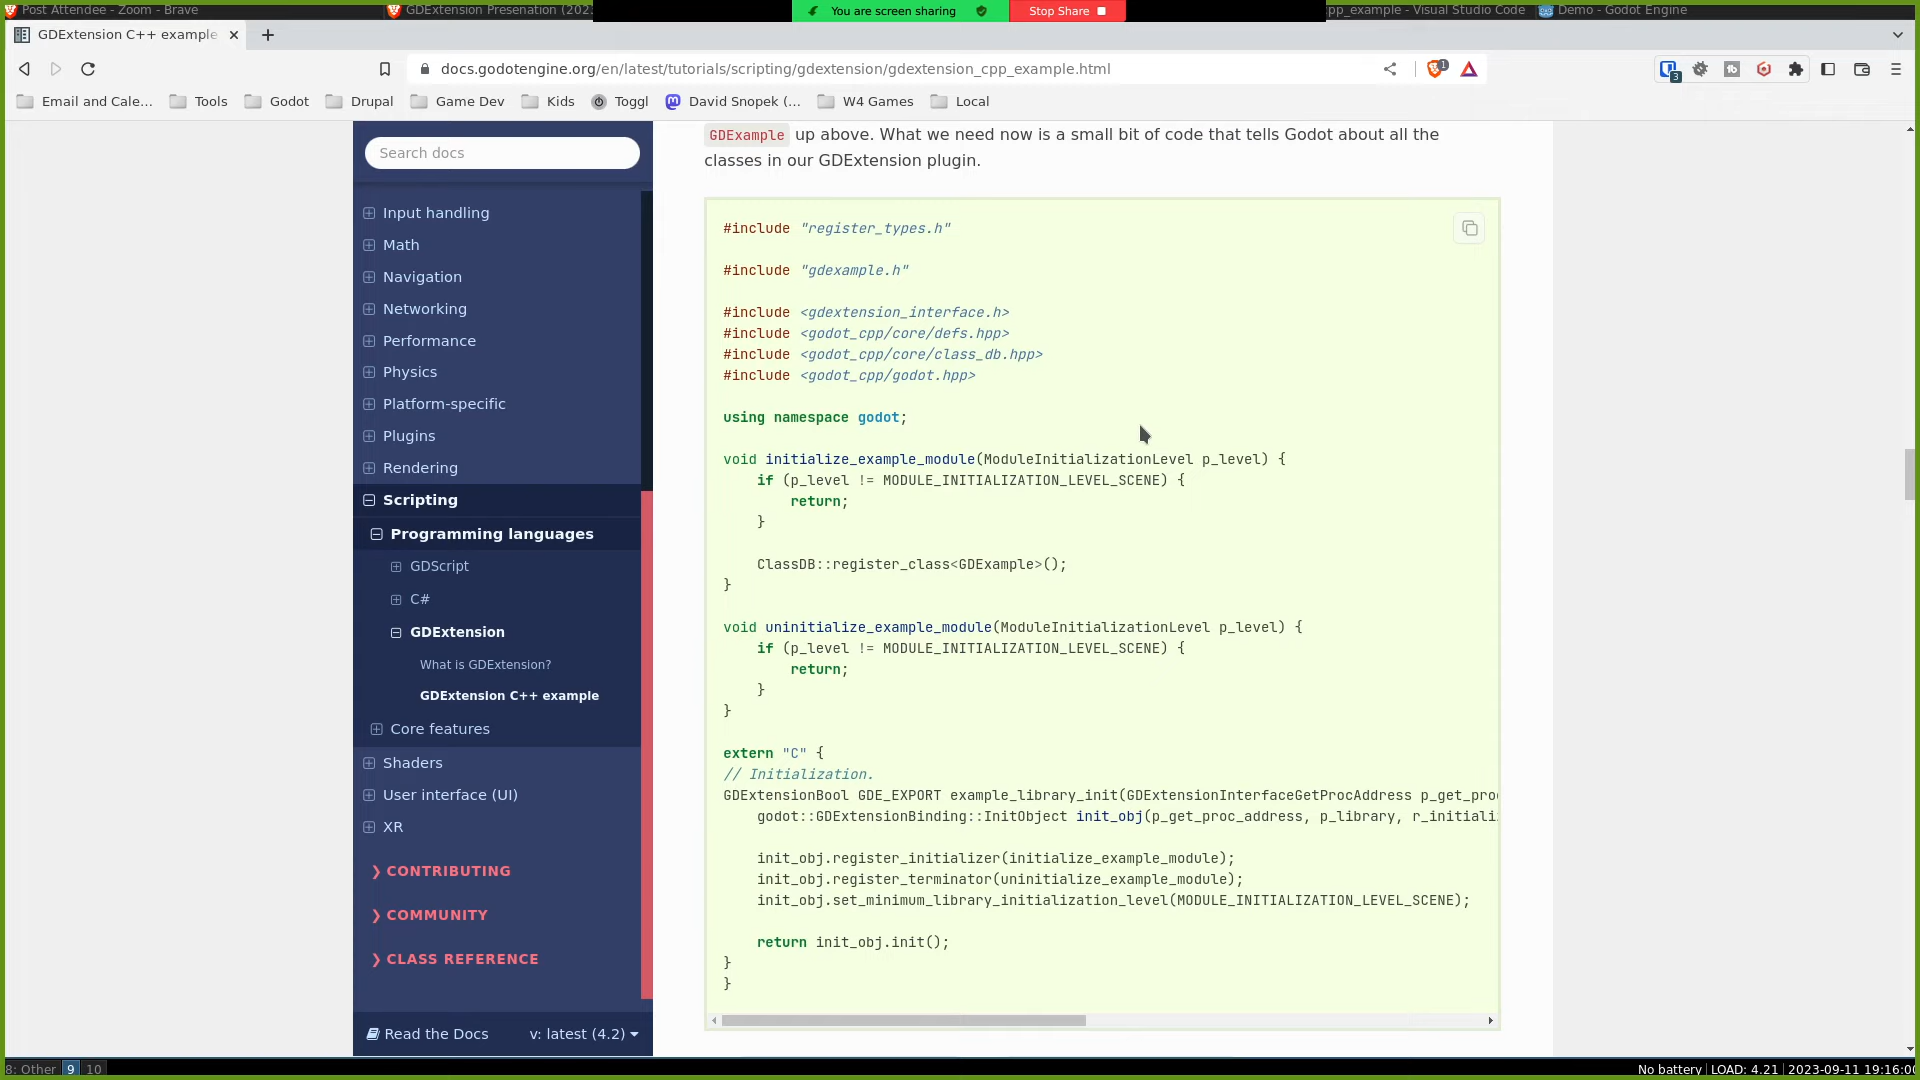 Post Attendee - Zoom - Brave
GDExtension Presenation (202
You are screen sharing
Stop Share
cpp_example - Visual Studio Code
Demo - Godot Engine
GDExtension C++ example
docs.godotengine.org/en/latest/tutorials/scripting/gdextension/gdextension_cpp_example.html
1
3
Email and Cale...
Tools
Godot
Drupal
Game Dev
Kids
Toggl
David Snopek (...
W4 Games
Local
Search docs
Input handling
Math
Navigation
Networking
Performance
Physics
Platform-specific
Plugins
Rendering
Scripting
Programming languages
GDScript
C#
GDExtension
What is GDExtension?
GDExtension C++ example
Core features
Shaders
User interface (UI)
XR
CONTRIBUTING
COMMUNITY
CLASS REFERENCE
Read the Docs
v: latest (4.2)
GDExample up above. What we need now is a small bit of code that tells Godot about all the
classes in our GDExtension plugin.
#include "register_types.h"
#include "gdexample.h"
#include <gdextension_interface.h>
#include <godot_cpp/core/defs.hpp>
#include <godot_cpp/core/class_db.hpp>
#include <godot_cpp/godot.hpp>
using namespace godot;
void initialize_example_module(ModuleInitializationLevel p_level) {
if (p_level != MODULE_INITIALIZATION_LEVEL_SCENE) {
return;
}
ClassDB::register_class<GDExample>();
}
void uninitialize_example_module(ModuleInitializationLevel p_level) {
if (p_level != MODULE_INITIALIZATION_LEVEL_SCENE) {
return;
}
}
extern "C" {
// Initialization.
GDExtensionBool GDE_EXPORT example_library_init(GDExtensionInterfaceGetProcAddress p_get_pro
godot::GDExtensionBinding::InitObject init_obj(p_get_proc_address, p_library, r_initiali
init_obj.register_initializer(initialize_example_module);
init_obj.register_terminator(uninitialize_example_module);
init_obj.set_minimum_library_initialization_level(MODULE_INITIALIZATION_LEVEL_SCENE);
return init_obj.init();
}
}
8: Other
9
10
No battery
LOAD: 4.21
2023-09-11 19:16:00